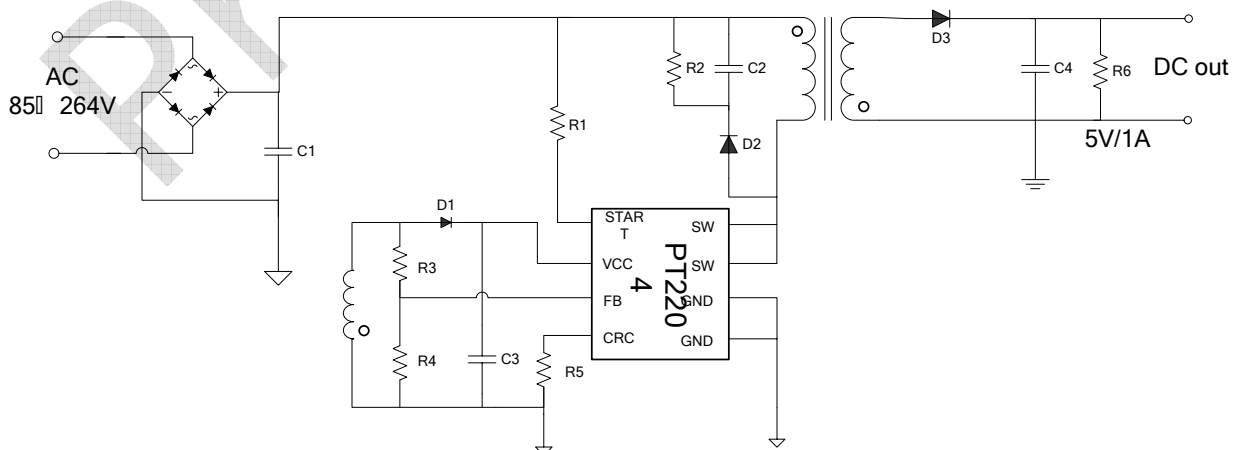 AC
85▯ 264V
C1
R1
R2
C2
D2
D3
C4
R6
DC out
5V/1A
D1
R3
R4
C3
R5
STAR
T
VCC
FB
CRC
SW
SW
GND
GND
PT220
4
~
~
-
+